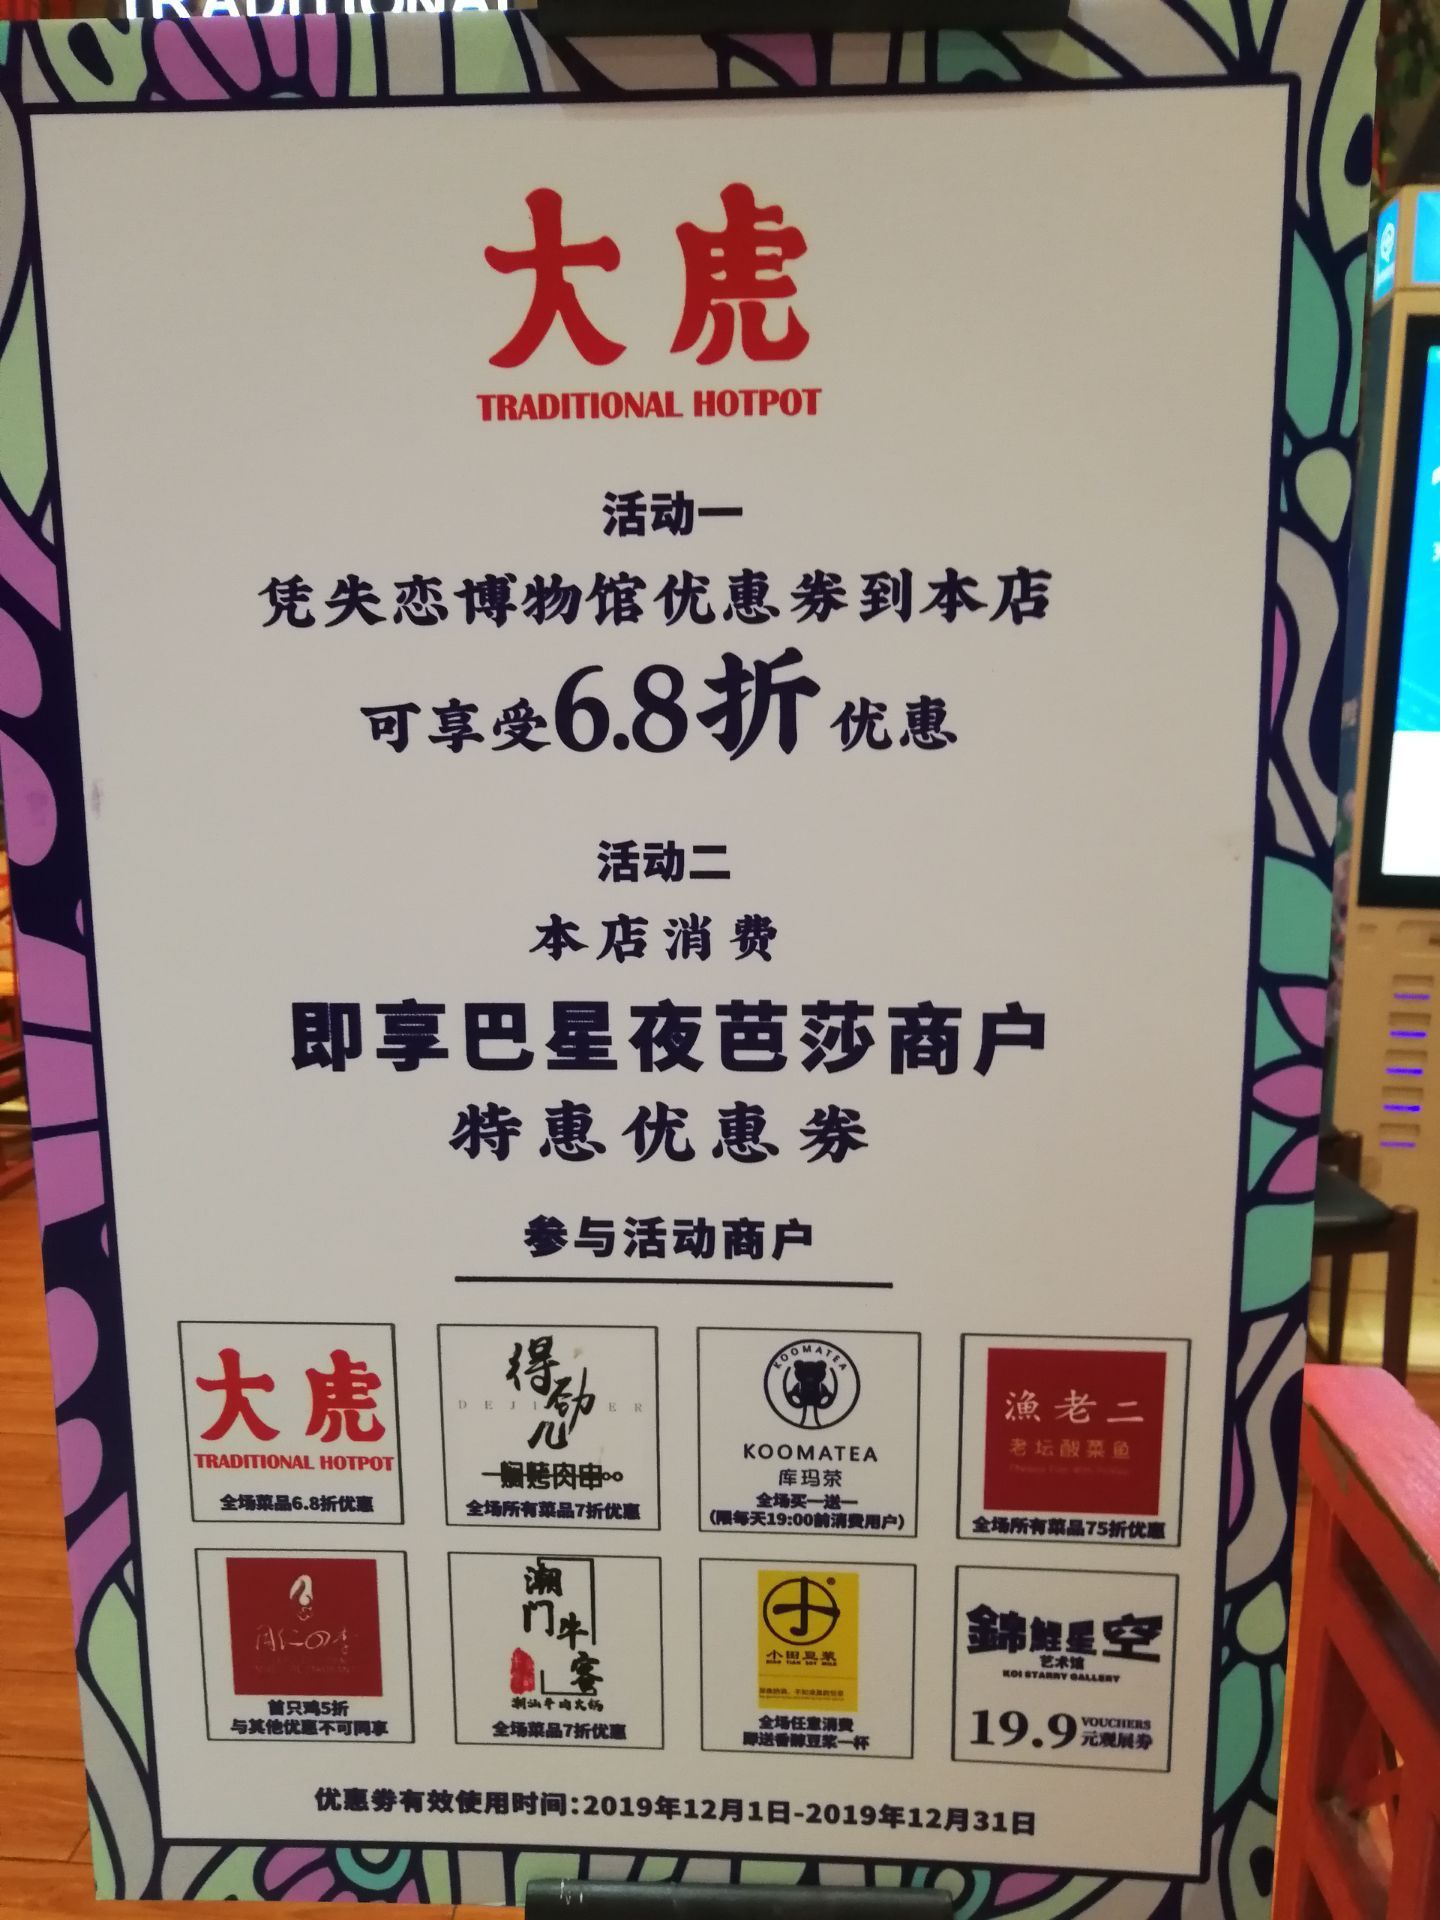 TRADITIONAL
大虎
TRADITIONAL HOTPOT
活动一
凭失恋博物馆优惠券到本店
可享受6.8折优惠
活动二
本店消费
即享巴星夜芭莎商户
特惠优惠券
参与活动商户
大虎
TRADITIONAL HOTPOT
全场菜品6.8折优惠
得劲儿
全场所有菜品7折优惠
KOOMATEA
KOOMATEA
库玛茶
全场买一送一
(限每天19:00前消费用户)
渔老二
老坛酸菜鱼
全场所有菜品75折优惠
首只鸡5折
与其他优惠不可同享
潮门牛客
潮汕牛肉火锅
全场菜品7折优惠
小田豆浆
XIAO TIAN SOY MILK
全场任意消费
即送香醇豆浆一杯
錦鲤星空
艺术馆
KOI STARRY GALLERY
19.9 VOUCHERS
元观展券
优惠劵有效使用时间:2019年12月1日-2019年12月31日